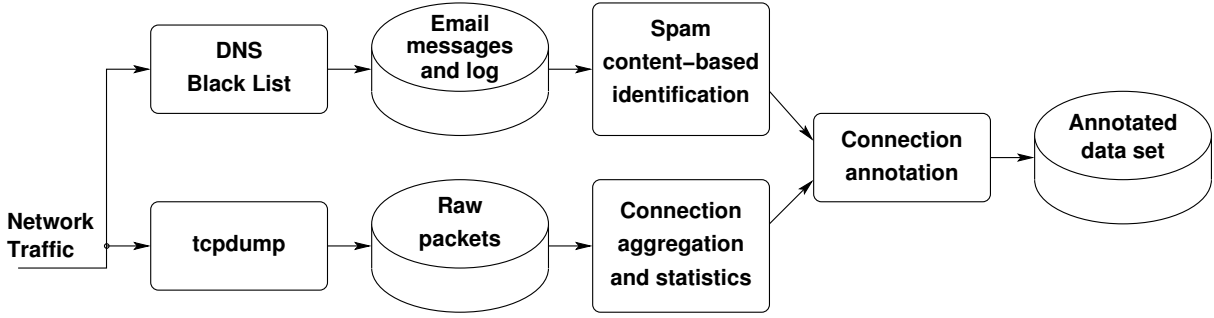 Network
Traffic
DNS
Black List
Email
messages
and log
Spam
content−based
identification
tcpdump
Raw
packets
Connection
aggregation
and statistics
Connection
annotation
Annotated
data set